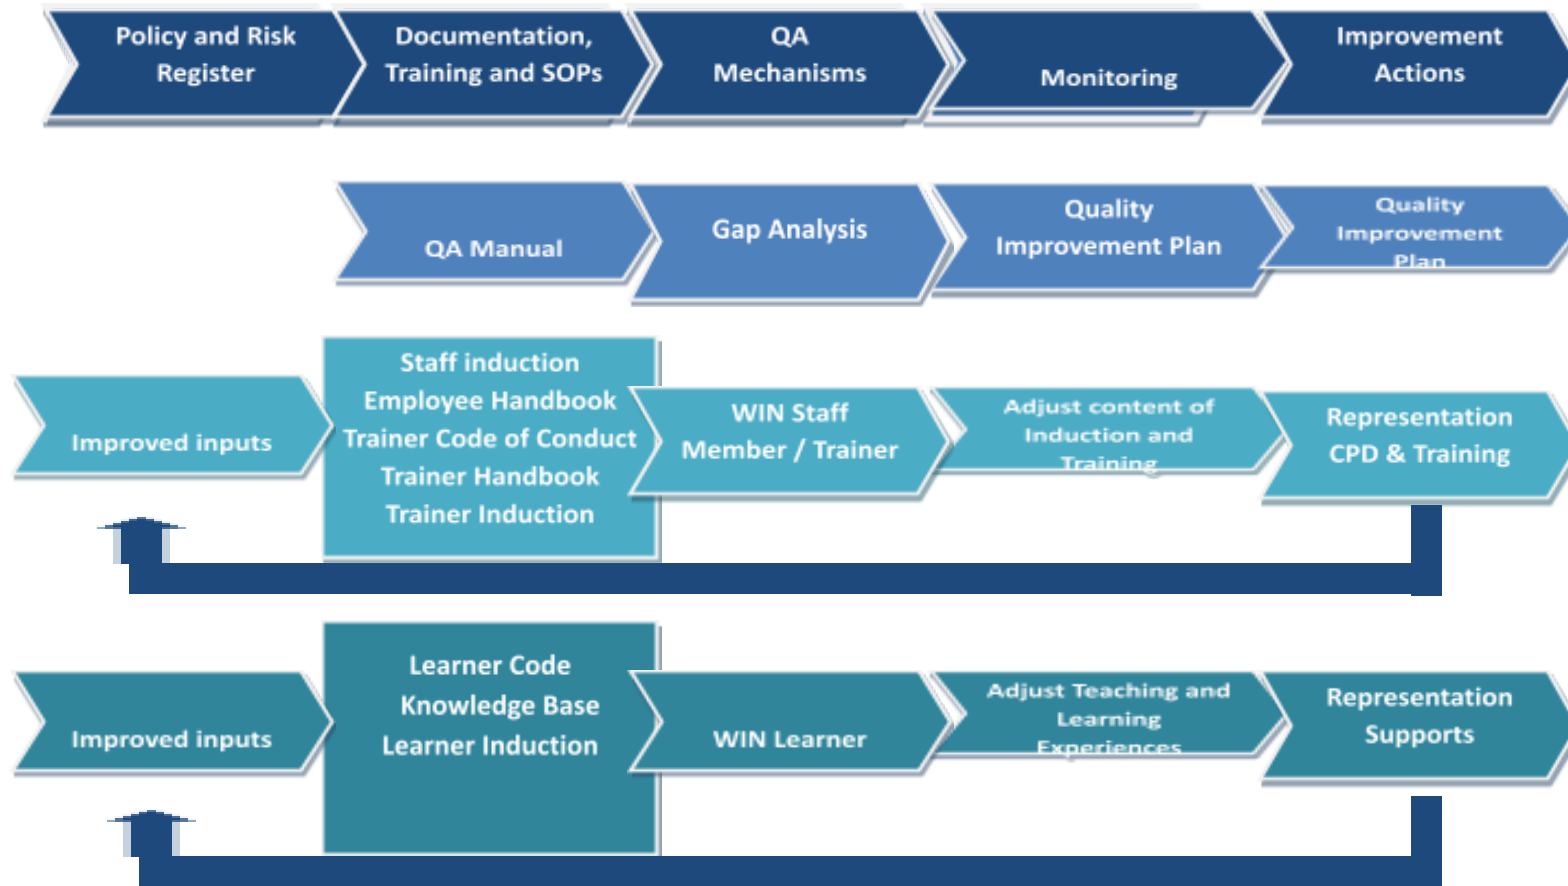 Policy and Risk
Register
Documentation,
Training and SOPs
QA
Mechanisms
Monitoring
Improvement
Actions
QA Manual
Gap Analysis
Quality
Improvement Plan
Quality
Improvement
Plan
Improved inputs
Staff induction
Employee Handbook
Trainer Code of Conduct
Trainer Handbook
Trainer Induction
WIN Staff
Member / Trainer
Adjust content of
Induction and
Training
Representation
CPD & Training
Improved inputs
Learner Code
Knowledge Base
Learner Induction
WIN Learner
Adjust Teaching and
Learning
Experiences
Representation
Supports